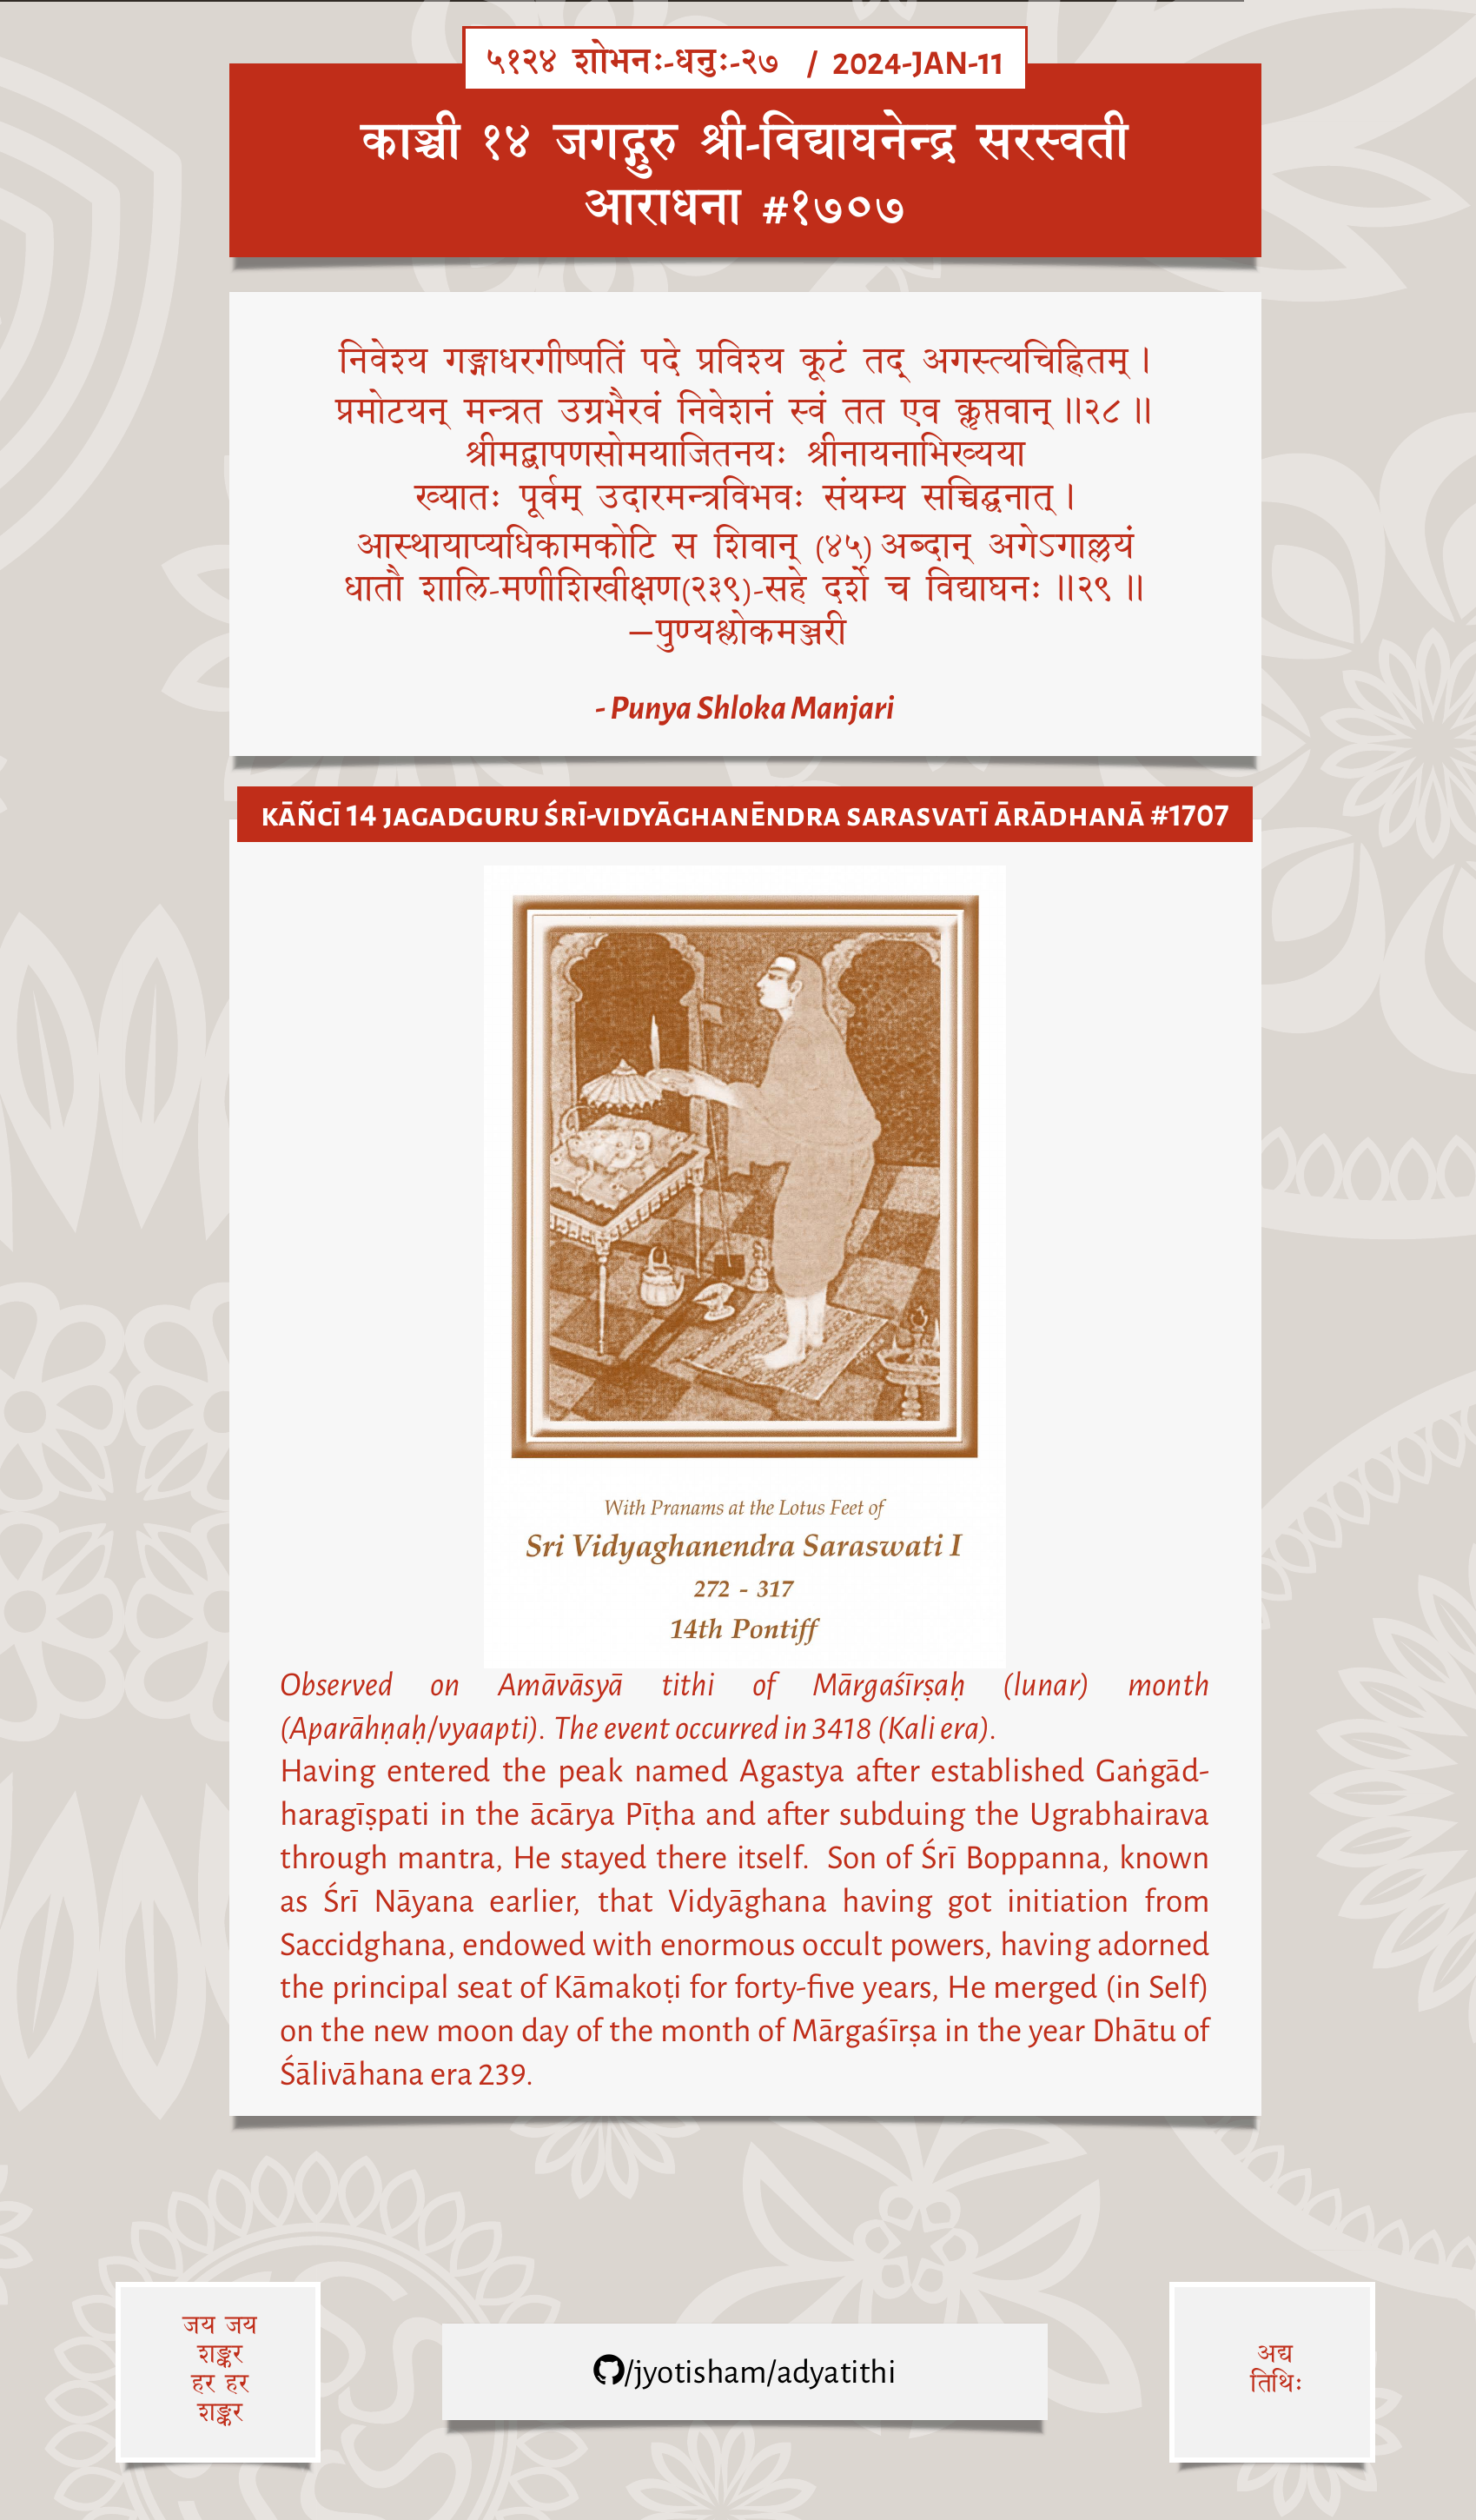 ५१२४ शोभनः-धनुः-२७ / 2024-JAN-11
काञ्ची १४ जगद्गुरु श्री-विद्याघनेन्द्र सरस्वती
आराधना #१७०७
निवेश्य गङ्गाधरगीष्पतिं पदे प्रविश्य कूटं तद् अगस्त्यचिह्नितम्।
प्रमोटयन् मन्त्रत उग्रभैरवं निवेशनं स्वं तत एव कॢप्तवान्॥२८॥
श्रीमद्बापणसोमयाजितनयः श्रीनायनाभिख्यया
ख्यातः पूर्वम् उदारमन्त्रविभवः संयम्य सच्चिद्घनात्।
आस्थायाप्यधिकामकोटि स शिवान् (४५) अब्दान् अगेऽगाल्लयं
धातौ शालि-मणीशिखीक्षण(२३९)-सहे दर्शे च विद्याघनः॥२९॥
—पुण्यश्लोकमञ्जरी
- Punya Shloka Manjari
KĀÑCĪ 14 JAGADGURU ŚRĪ-VIDYĀGHANĒNDRA SARASVATĪ ĀRĀDHANĀ #1707
With Pranams at the Lotus Feet of
Sri Vidyaghanendra Saraswati I
272 - 317
14th Pontiff
Observed on Amāvāsyā tithi of Mārgaśīrṣaḥ (lunar) month
(Aparāhṇaḥ/vyaapti). The event occurred in 3418 (Kali era).
Having entered the peak named Agastya after established Gaṅgād-
haragīṣpati in the ācārya Pīṭha and after subduing the Ugrabhairava
through mantra, He stayed there itself. Son of Śrī Boppanna, known
as Śrī Nāyana earlier, that Vidyāghana having got initiation from
Saccidghana, endowed with enormous occult powers, having adorned
the principal seat of Kāmakoṭi for forty-five years, He merged (in Self)
on the new moon day of the month of Mārgaśīrṣa in the year Dhātu of
Śālivāhana era 239.
जय जय
शङ्कर
हर हर
शङ्कर
/jyotisham/adyatithi
अद्य
तिथिः